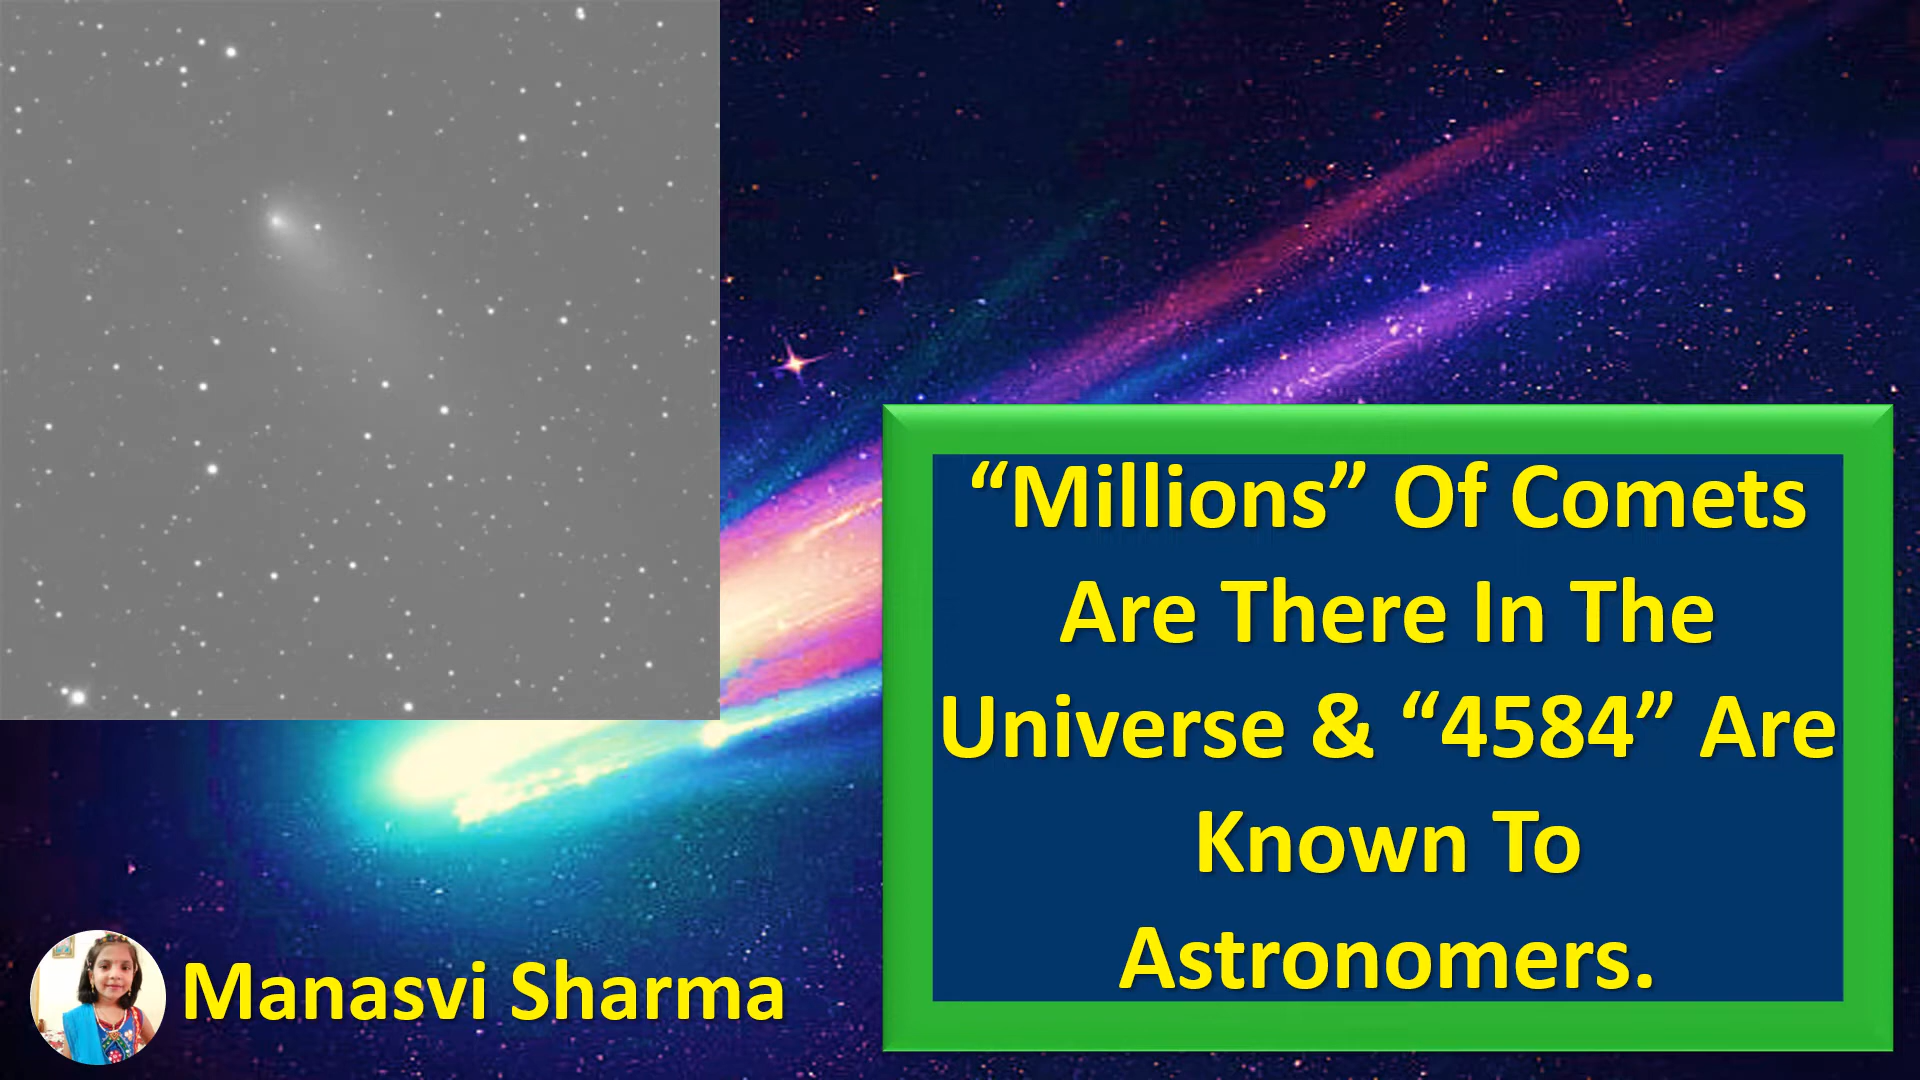 “Millions” Of Comets
Are There In The
Universe & “4584” Are
Known To
Astronomers.
Manasvi Sharma